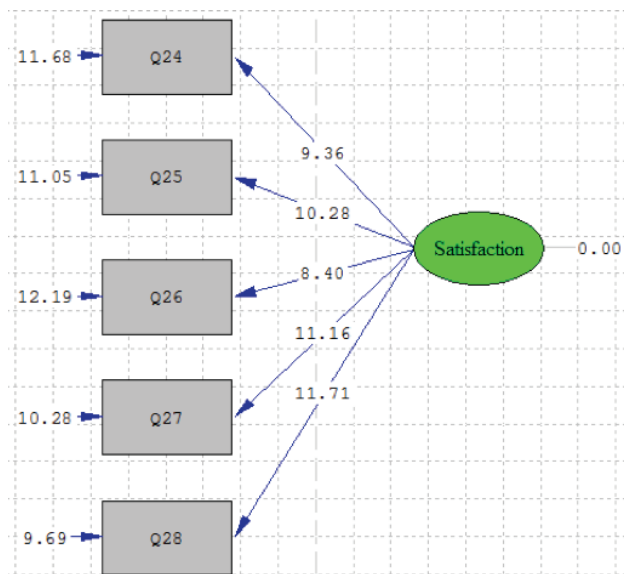 11.68 Q24
9.36
11.05 Q25
10.28
Satisfaction 0.00
8.40
12.19 Q26
11.16
11.71
10.28 Q27
9.69 Q28